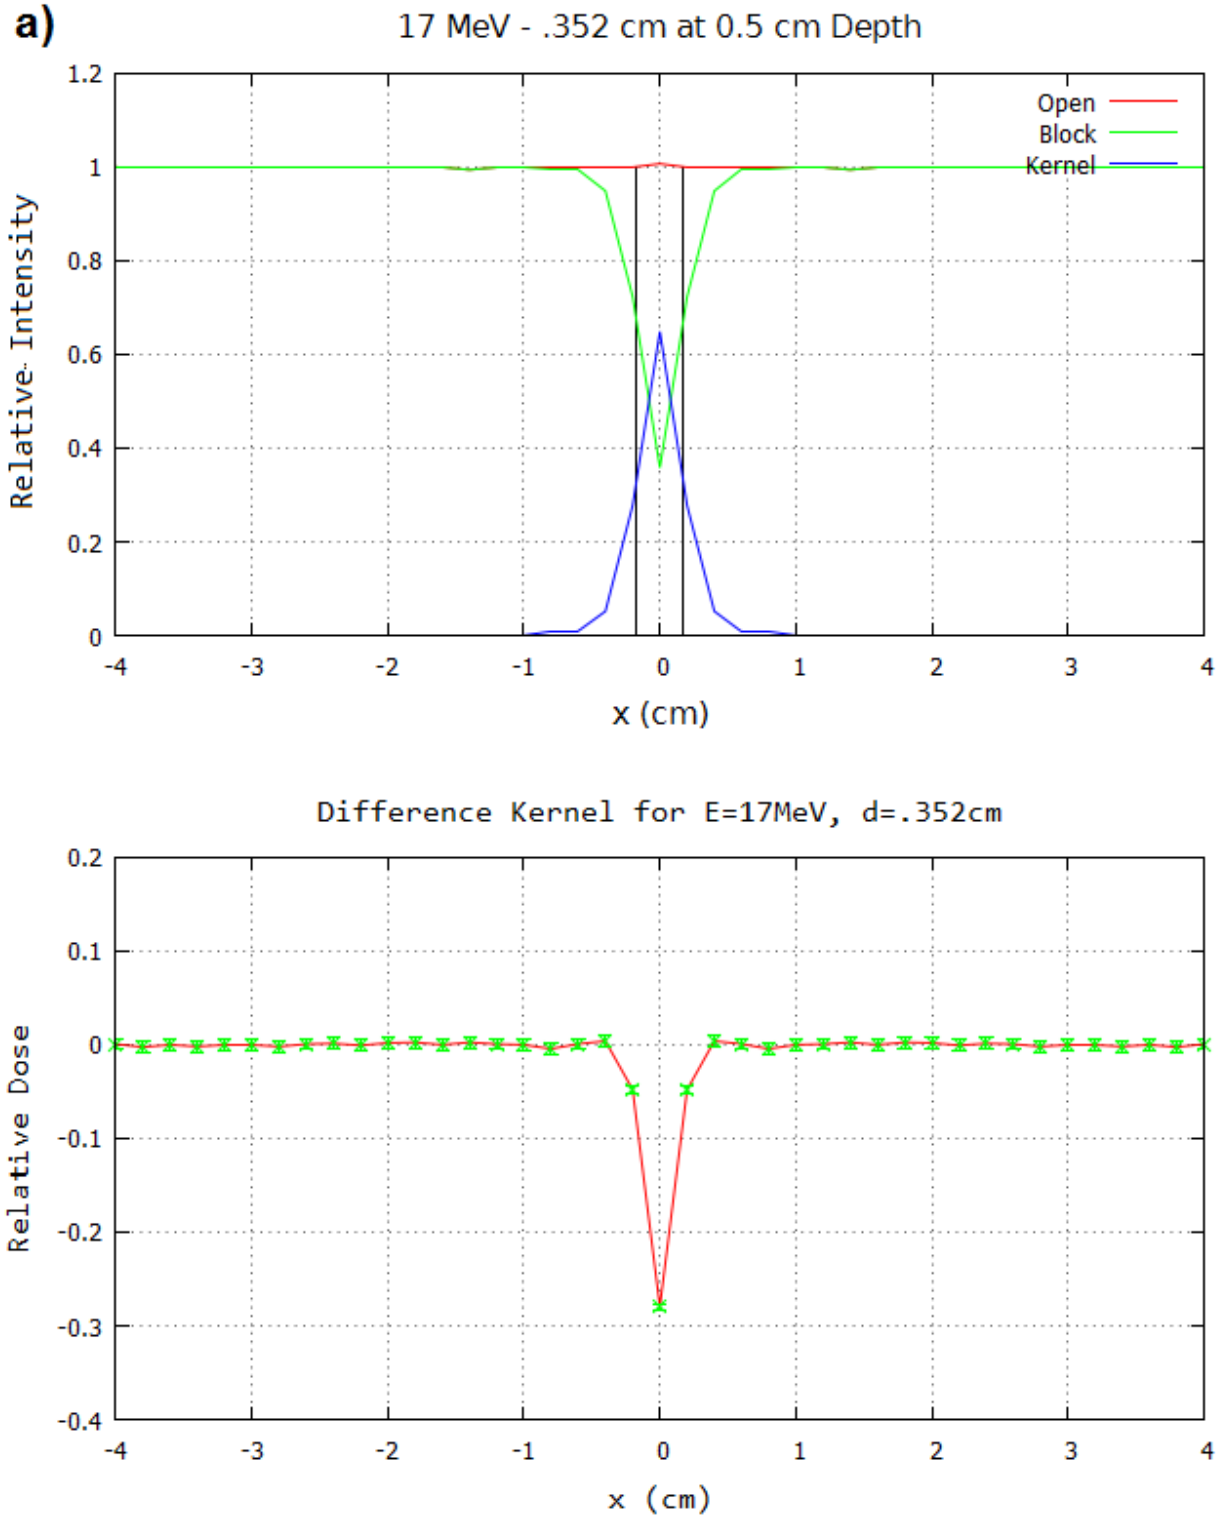 a)
17 MeV - .352 cm at 0.5 cm Depth
1.2
1
0.8
0.6
0.4
0.2
0
Relative Intensity
Open
Block
Kernel
-4 -3 -2 -1 0 1 2 3 4
x (cm)
Difference Kernel for E=17MeV, d=.352cm
0.2
0.1
0
-0.1
-0.2
-0.3
-0.4
Relative Dose
-4 -3 -2 -1 0 1 2 3 4
x (cm)